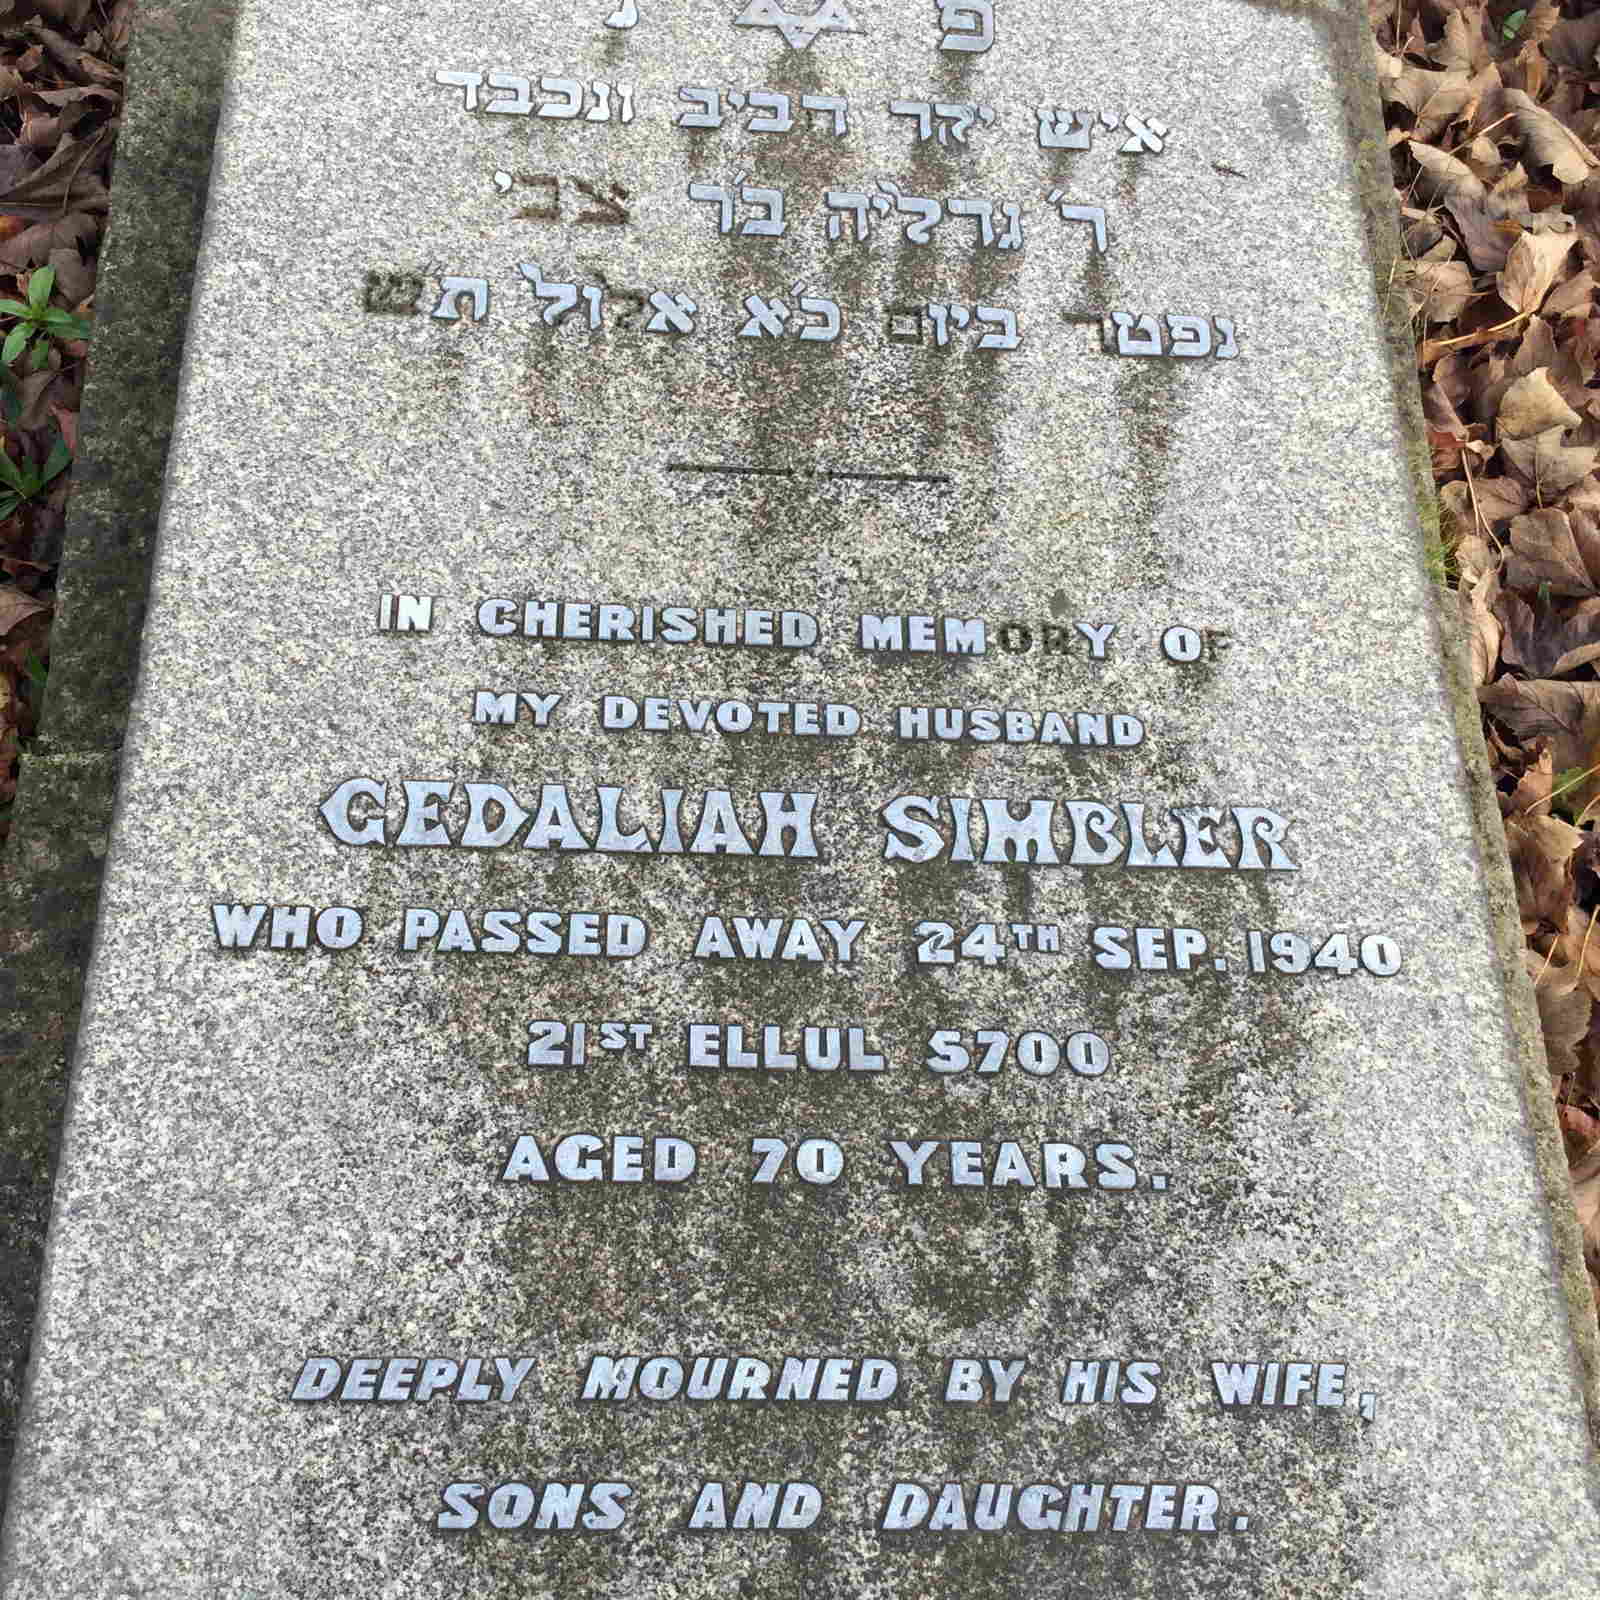 פ נ
איש יקר חביב ונכבד
ר' גדליה ב'ר צבי
נפטר ביום כ'א אלול ת'ש
IN CHERISHED MEMORY OF
MY DEVOTED HUSBAND
GEDALIAH SIMBLER
WHO PASSED AWAY 24TH SEP. 1940
21ST ELLUL 5700
AGED 70 YEARS.
DEEPLY MOURNED BY HIS WIFE,
SONS AND DAUGHTER.